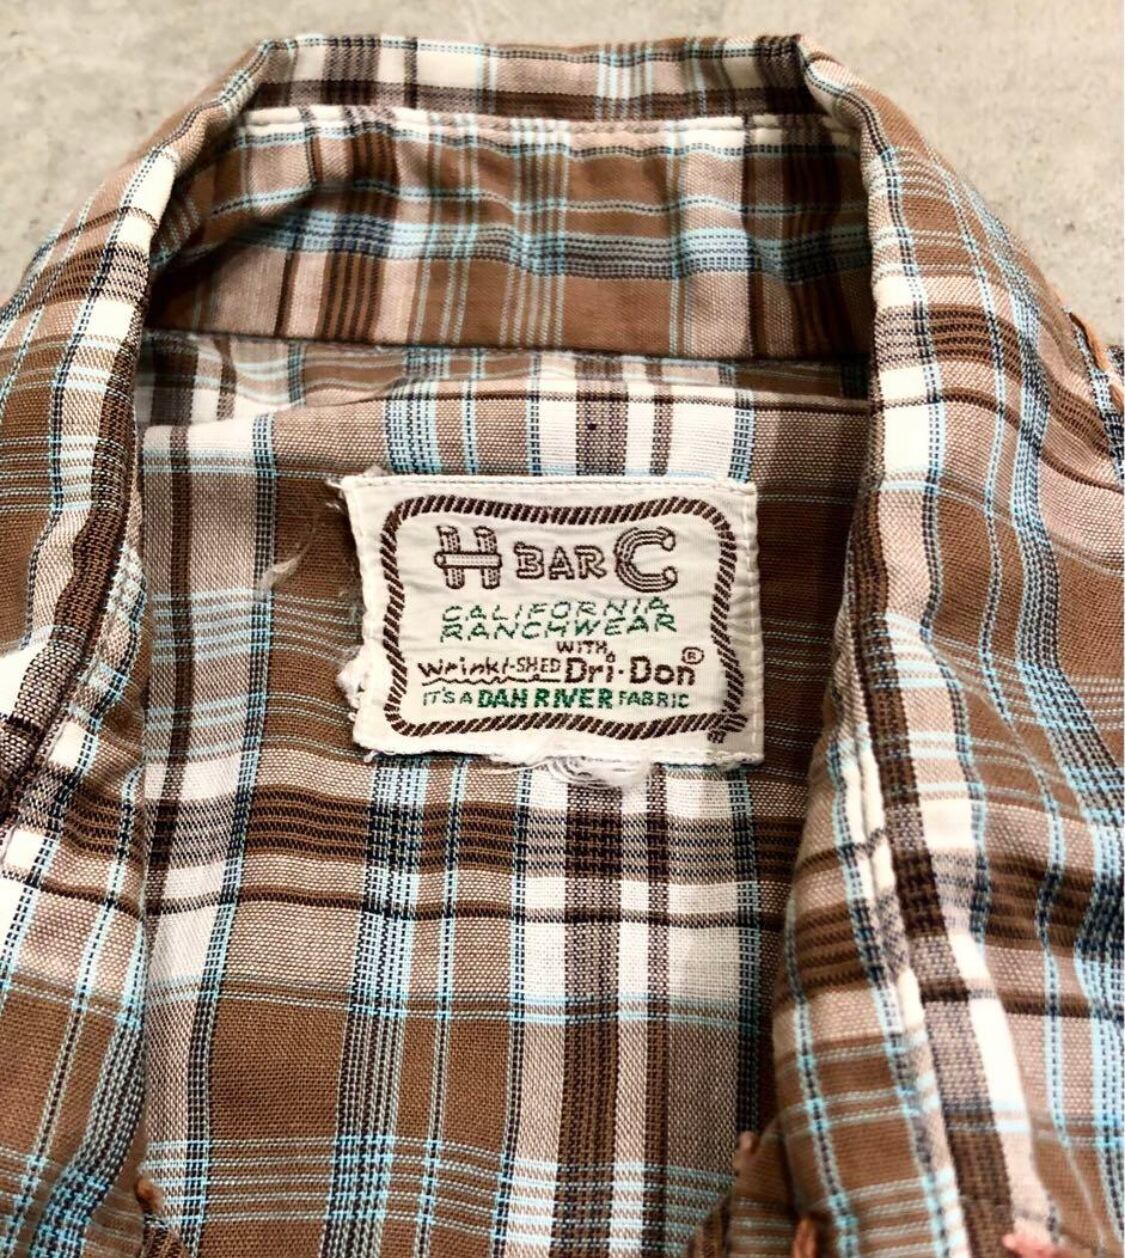 H BAR C
CALIFORNIA
RANCHWEAR
WITH
Wrinkl-SHED Dri-Don®
IT'S A DAN RIVER FABRIC